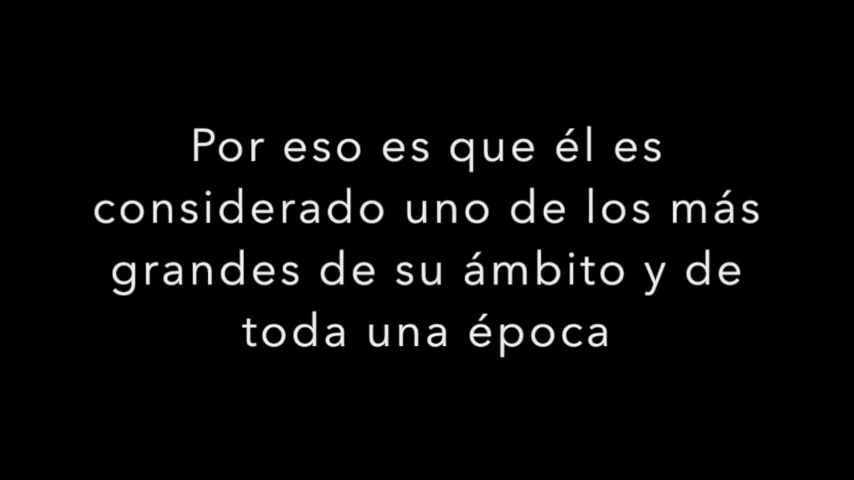 Por eso es que él es
considerado uno de los más
grandes de su ámbito y de
toda una época